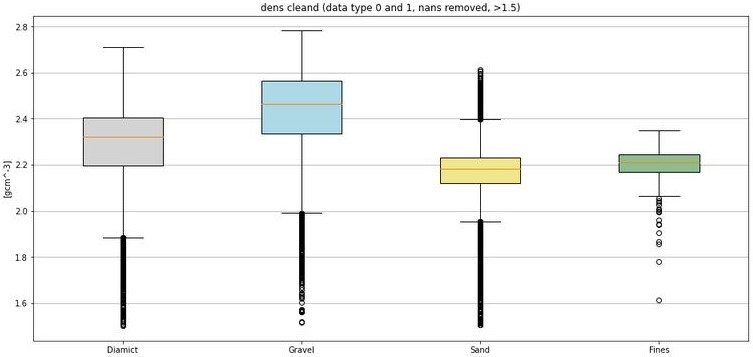 dens cleand (data type 0 and 1, nans removed, >1.5)
[gcm^-3]
2.8
2.6
2.4
2.2
2.0
1.8
1.6
Diamict Gravel Sand Fines